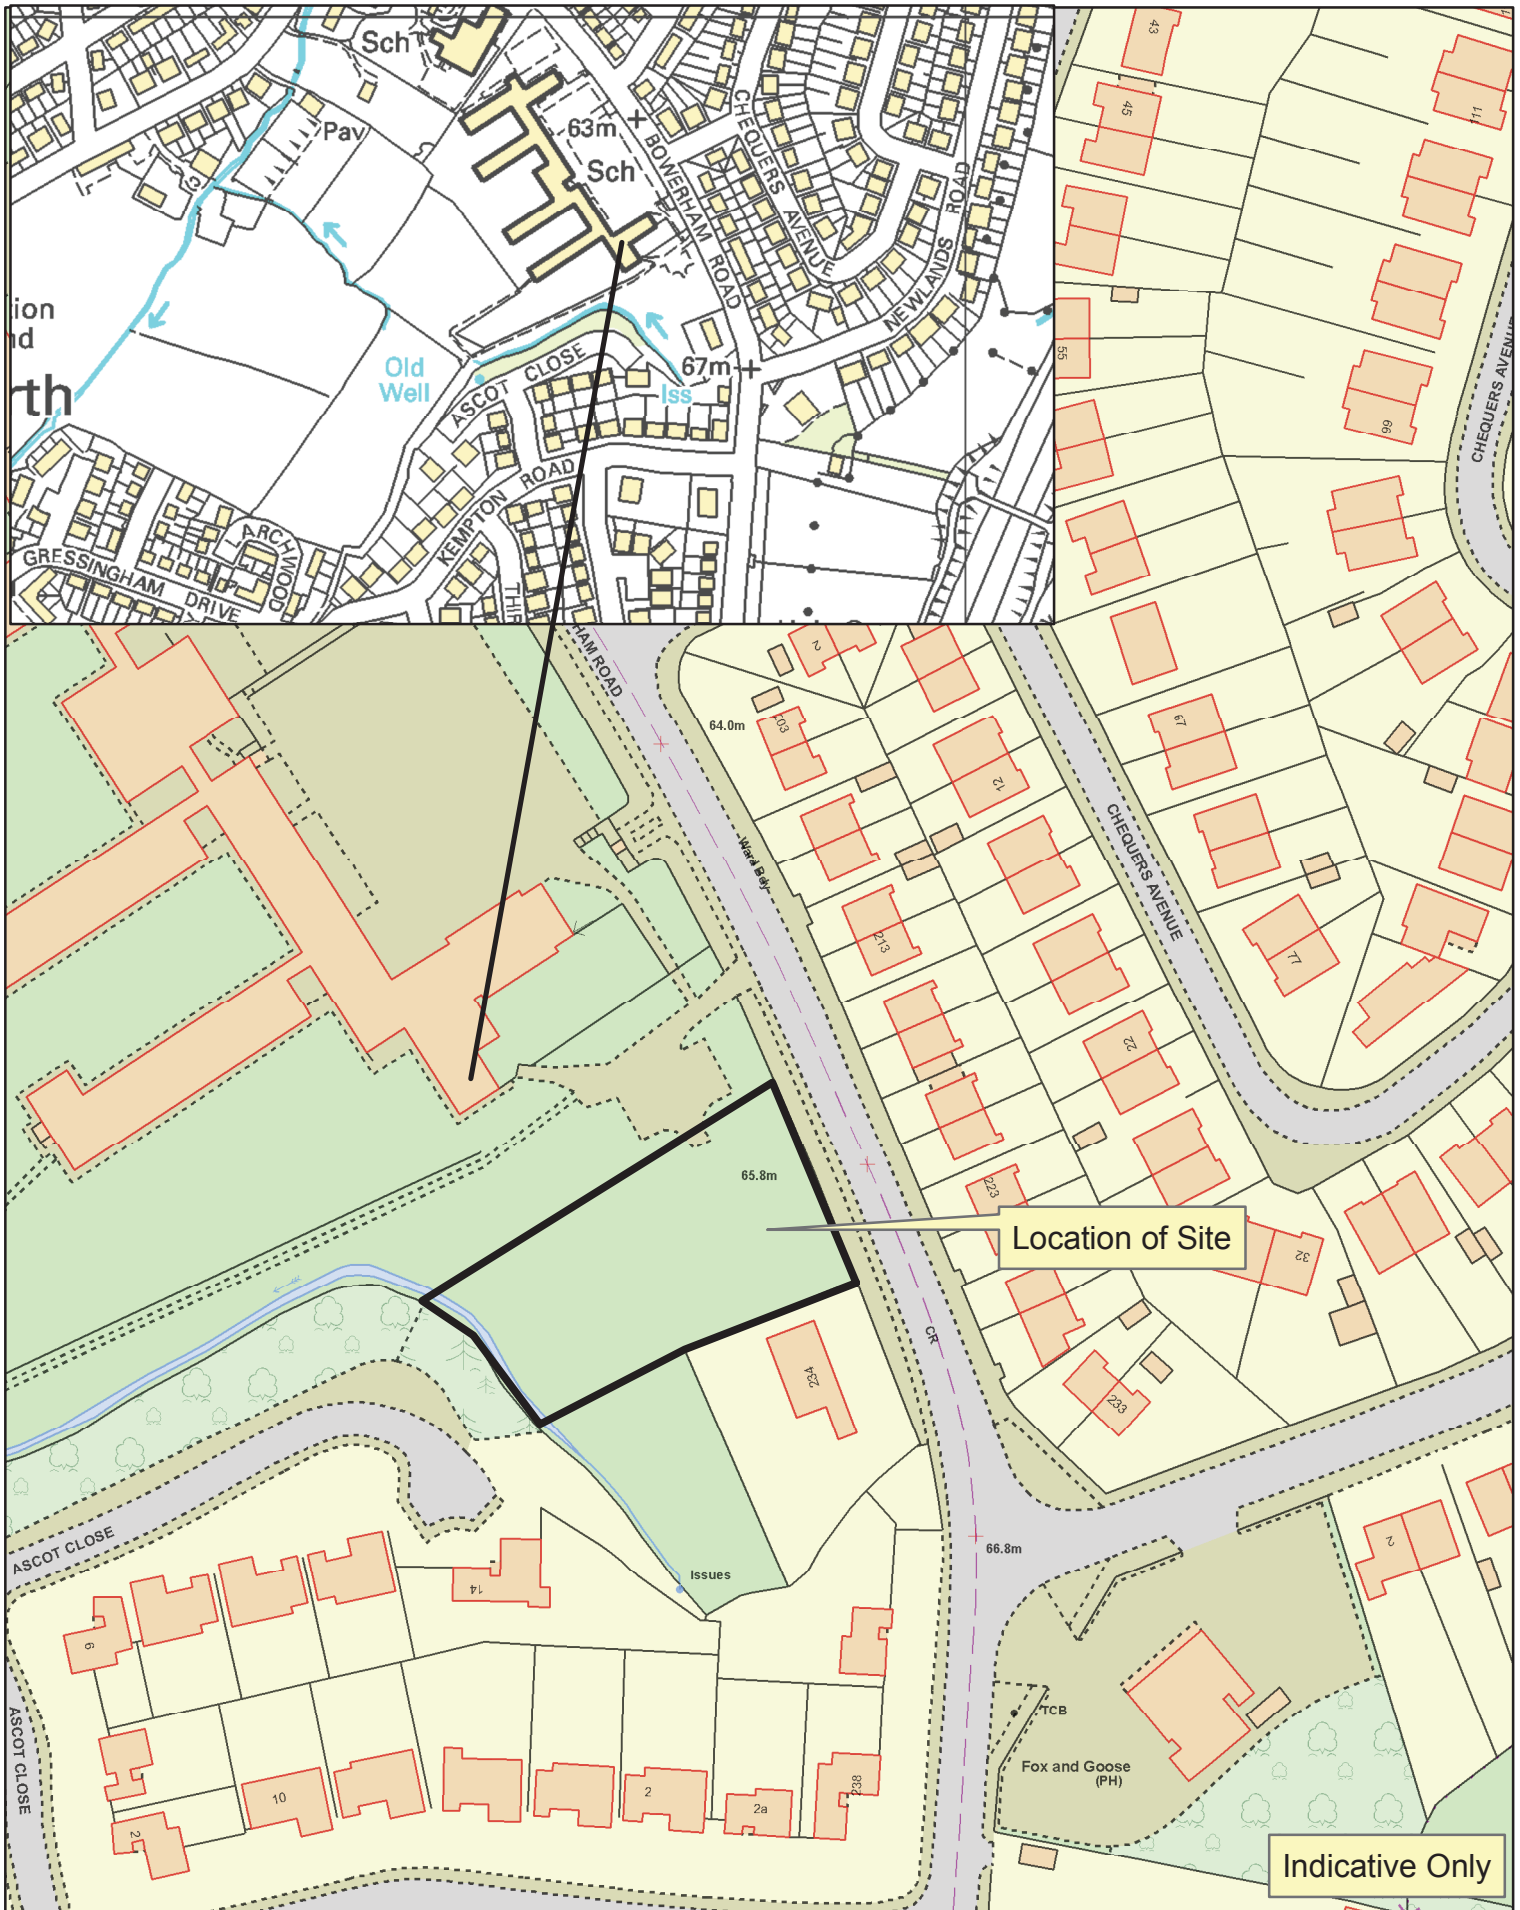 Sch
Pav
63m
Sch
BOWERHAM ROAD
CHEQUERS
AVENUE
NEWLANDS ROAD
Old
Well
ASCOT CLOSE
67m
Iss
KEMPTON ROAD
ARCHWOOD
GRESSINGHAM DRIVE
THIR
tion
nd
rth
43
45
55
111
99
CHEQUERS AVENUE
HAM ROAD
2
64.0m
203
12
67
Ward Bdy
CHEQUERS AVENUE
213
77
22
65.8m
223
Location of Site
32
CR
234
233
ASCOT CLOSE
66.8m
Issues
14
2
6
TCB
ASCOT CLOSE
Fox and Goose
(PH)
10
2
2a
238
2
Indicative Only